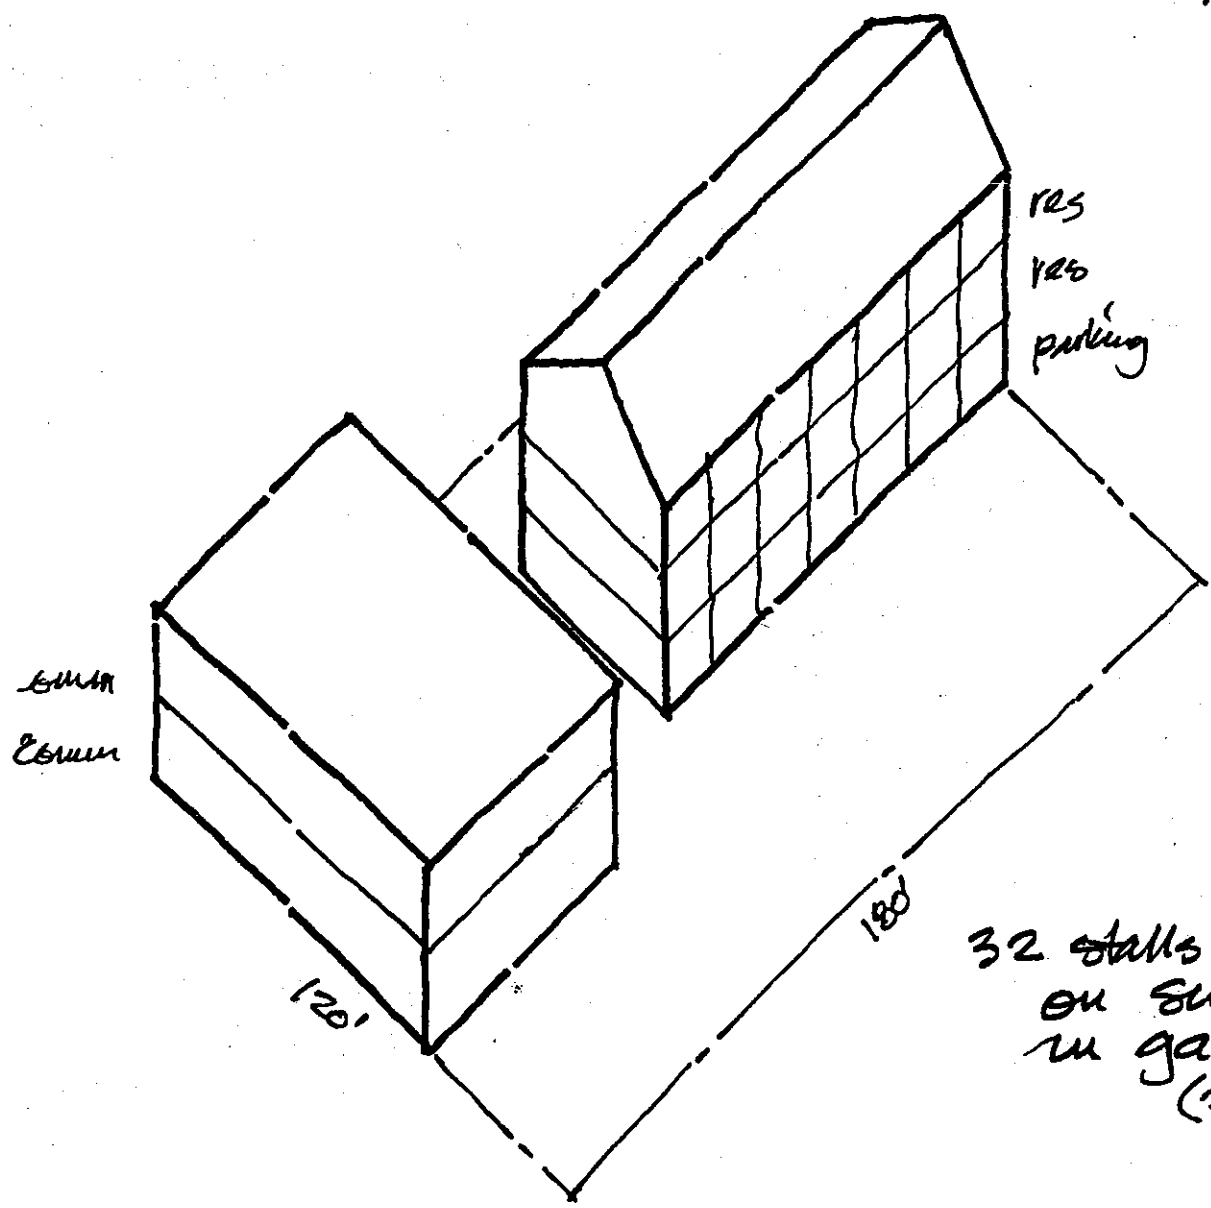 res
res
parking
comm
comm
180'
120'
32 stalls
on su
in ga
(